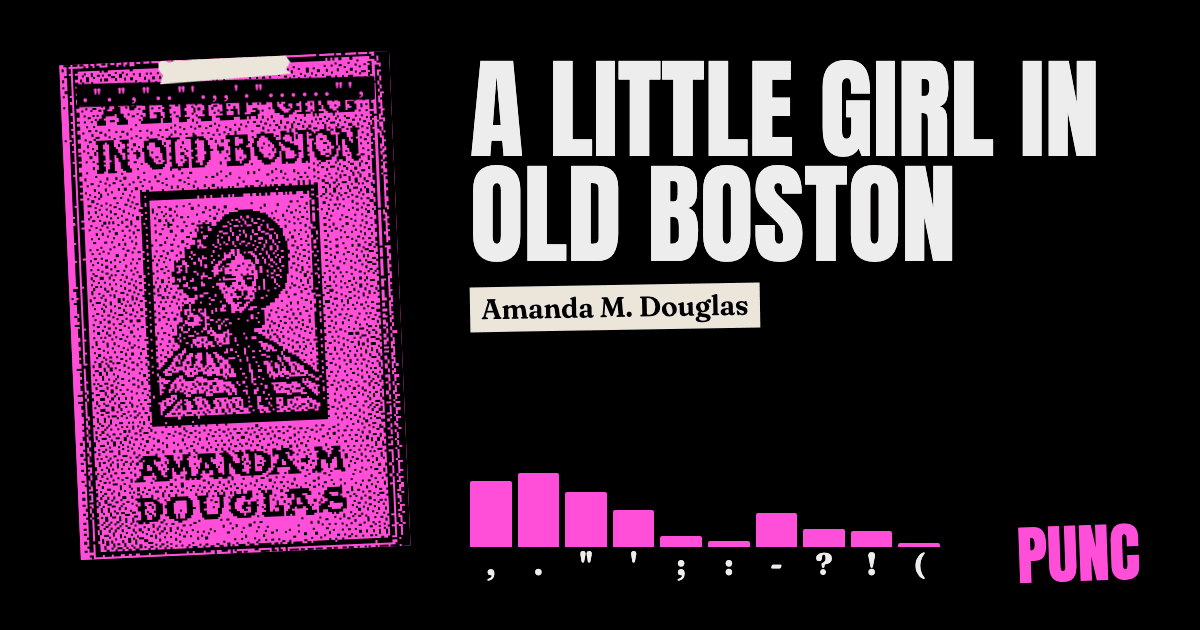 A LITTLE GIRL
IN·OLD·BOSTON
AMANDA·M
DOUGLAS
A LITTLE GIRL IN
OLD BOSTON
Amanda M. Douglas
, . " ' ; : - ? ! (
PUNC